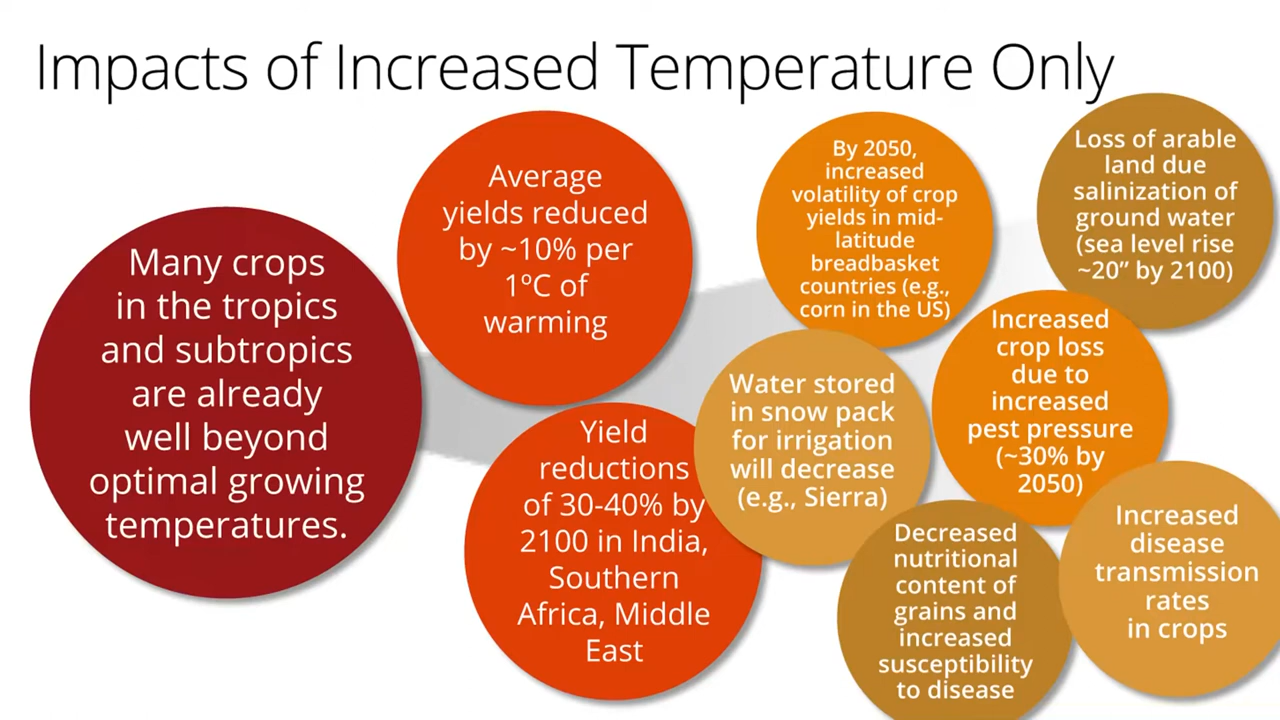 Impacts of Increased Temperature Only
Many crops
in the tropics
and subtropics
are already
well beyond
optimal growing
temperatures.
Average
yields reduced
by ~10% per
1ºC of
warming
Yield
reductions
of 30-40% by
2100 in India,
Southern
Africa, Middle
East
By 2050,
increased
volatility of crop
yields in mid-
latitude
breadbasket
countries (e.g.,
corn in the US)
Water stored
in snow pack
for irrigation
will decrease
(e.g., Sierra)
Loss of arable
land due
salinization of
ground water
(sea level rise
~20” by 2100)
Increased
crop loss
due to
increased
pest pressure
(~30% by
2050)
Decreased
nutritional
content of
grains and
increased
susceptibility
to disease
Increased
disease
transmission
rates
in crops